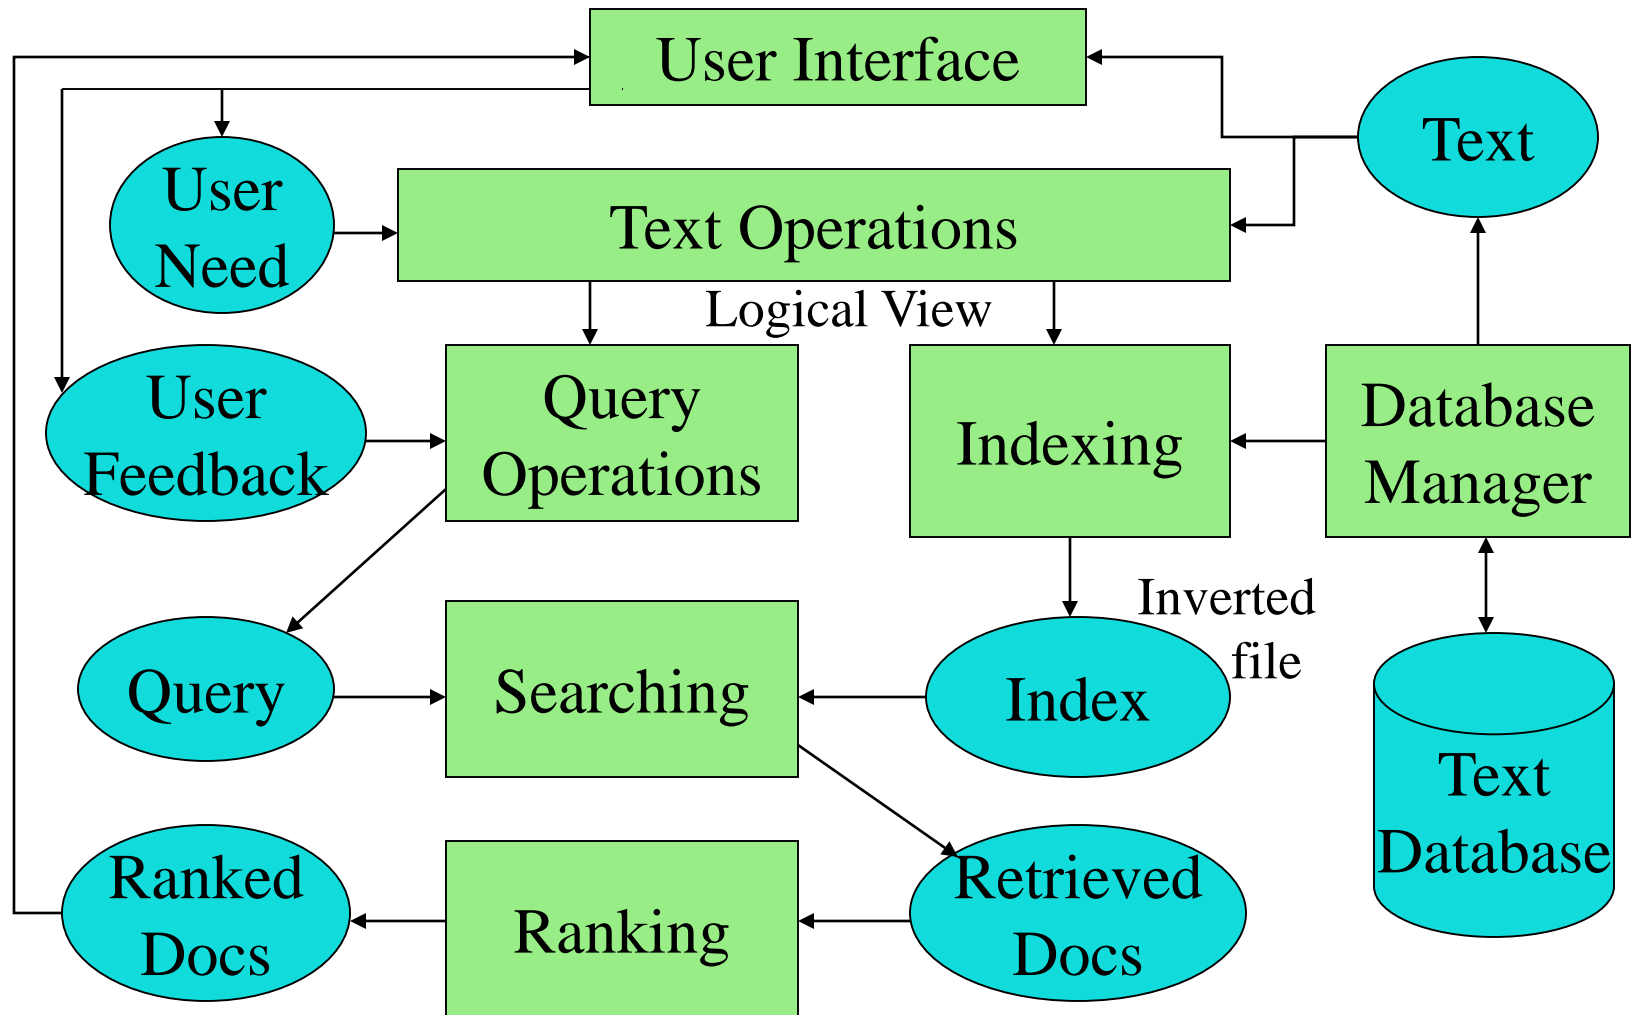 User Interface
Text
User
Need
Text Operations
Logical View
User
Feedback
Query
Operations
Indexing
Database
Manager
Inverted
file
Query
Searching
Index
Text
Database
Ranked
Docs
Ranking
Retrieved
Docs